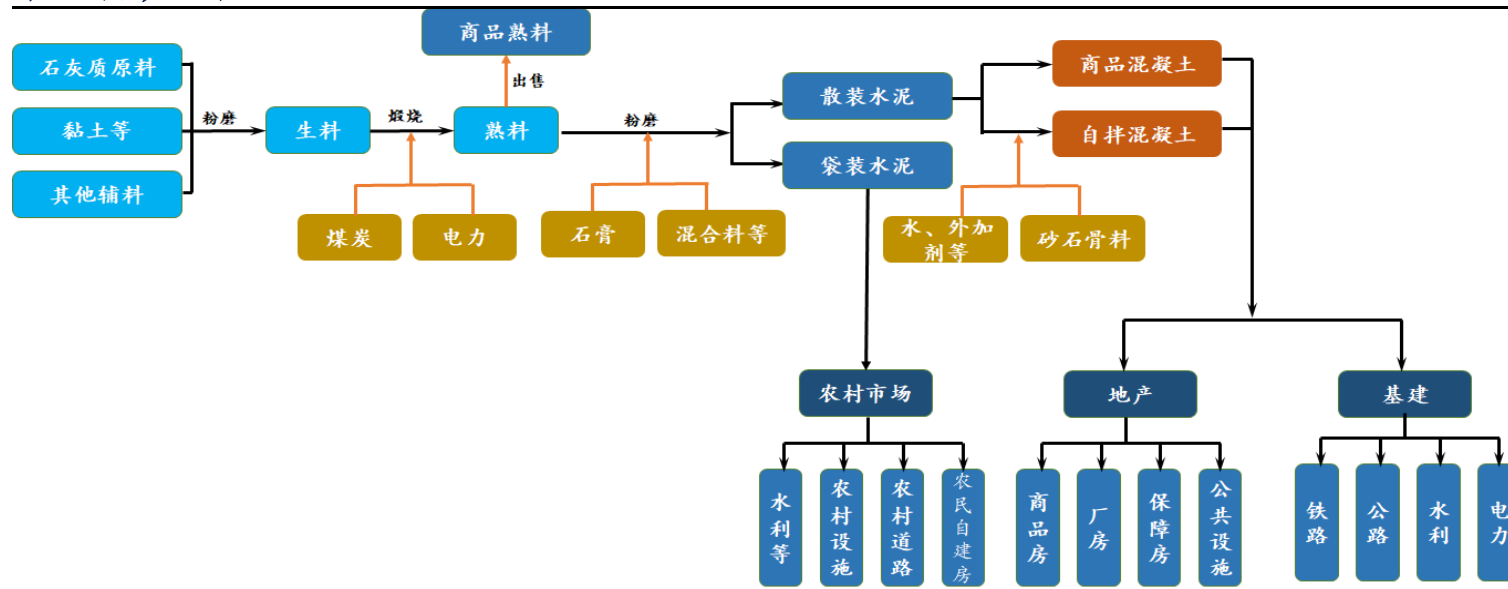 商品熟料
石灰质原料
出售
商品混凝土
散装水泥
粉磨
煅烧
粉磨
黏土等
生料
熟料
自拌混凝土
袋装水泥
其他辅料
煤炭
电力
石膏
混合料等
水、外加
剂等
砂石骨料
农村市场
地产
基建
水利等
农村设施
农村道路
农民自建房
商品房
厂房
保障房
公共设施
铁路
公路
水利
电力